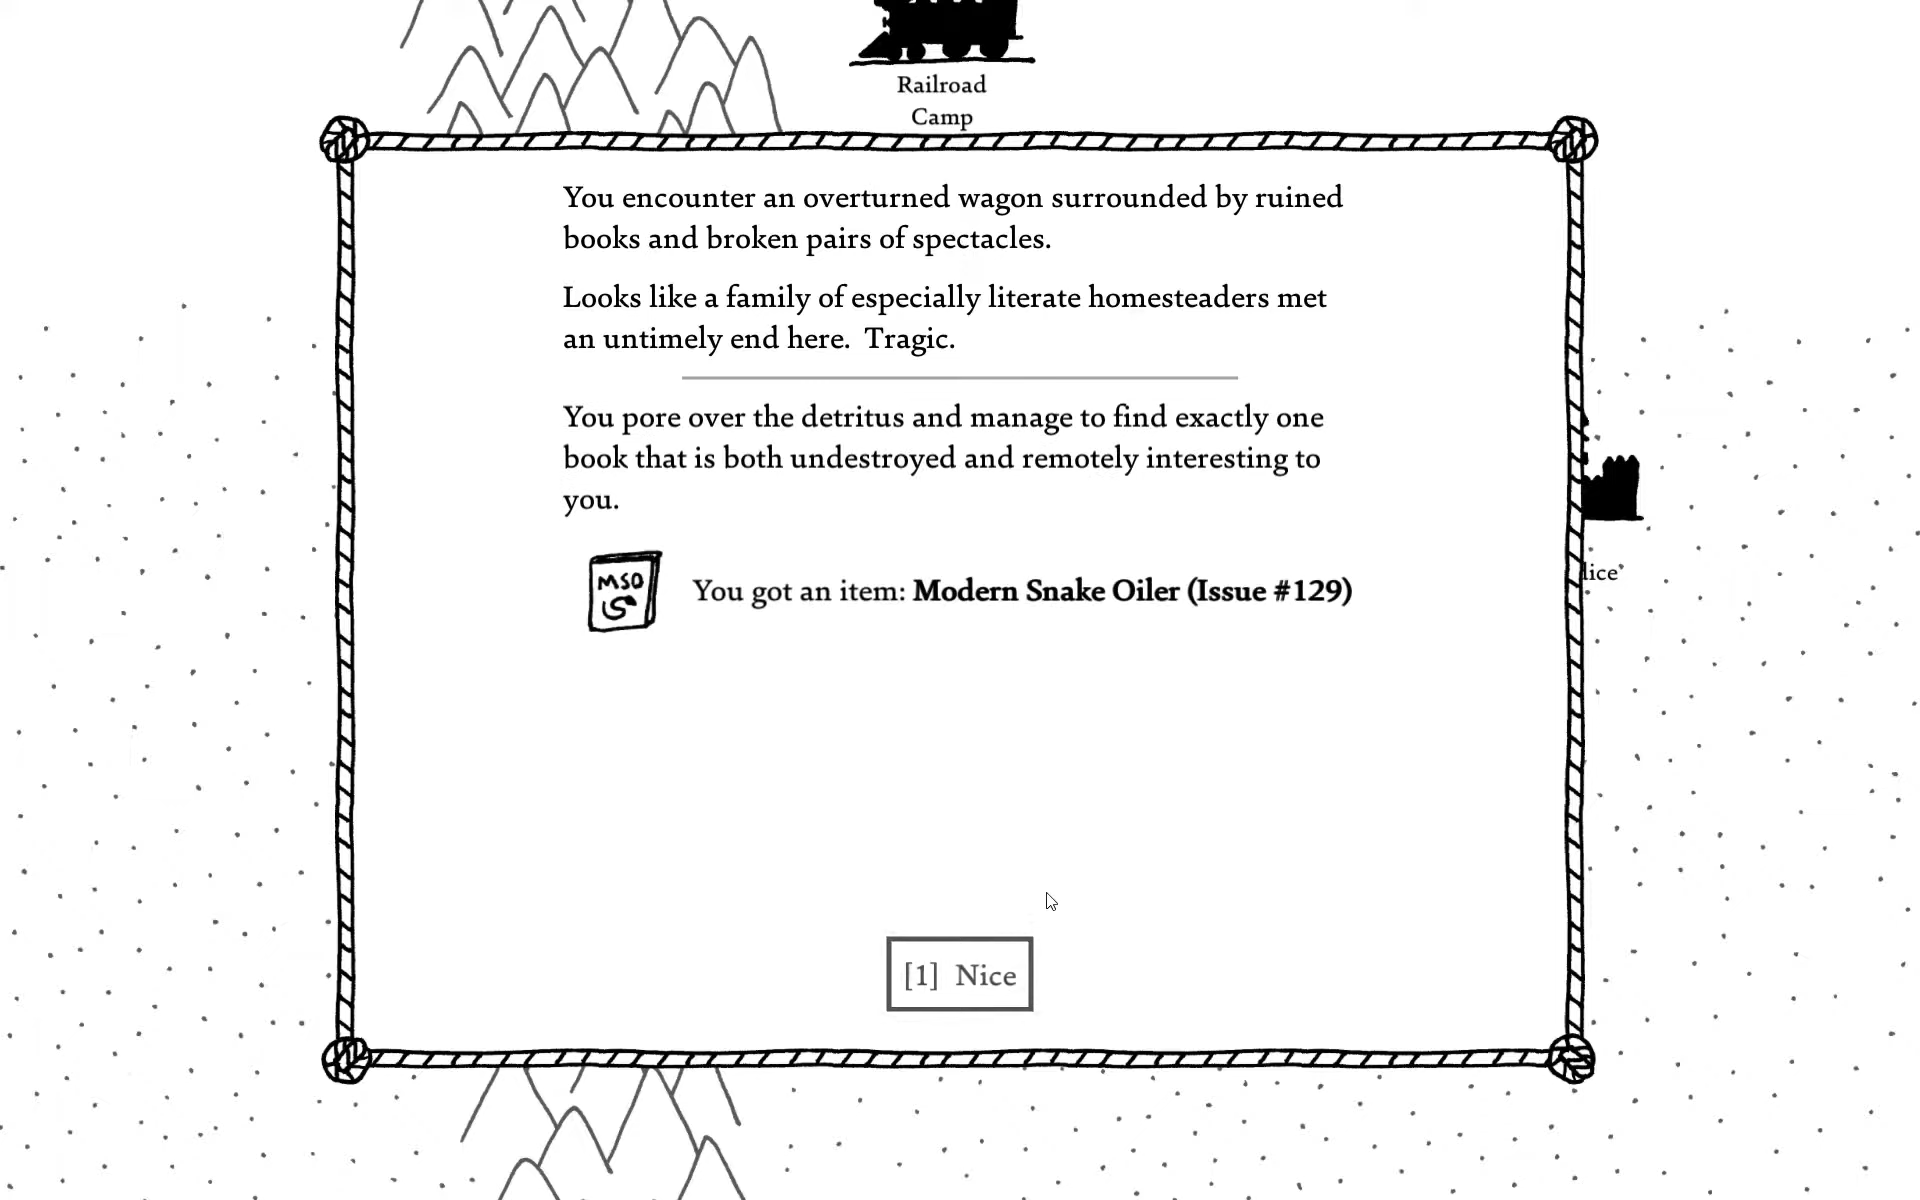 Railroad
Camp
You encounter an overturned wagon surrounded by ruined
books and broken pairs of spectacles.
Looks like a family of especially literate homesteaders met
an untimely end here.  Tragic.
You pore over the detritus and manage to find exactly one
book that is both undestroyed and remotely interesting to
you.
MSO
You got an item: Modern Snake Oiler (Issue #129)
[1]  Nice